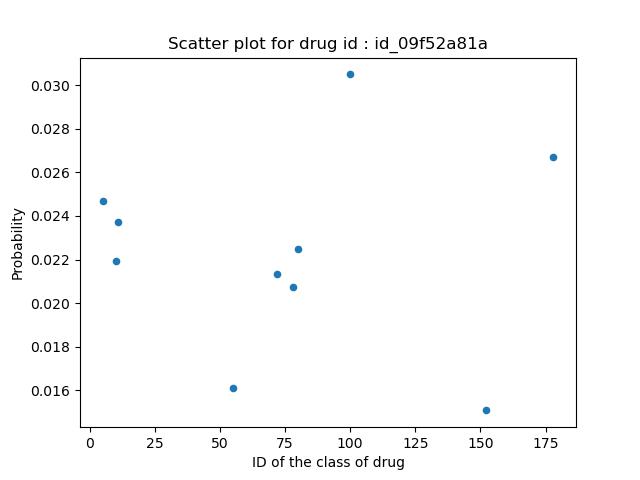 Scatter plot for drug id : id_09f52a81a
0.030
0.028
0.026
0.024
0.022
0.020
0.018
0.016
Probability
0 25 50 75 100 125 150 175
ID of the class of drug